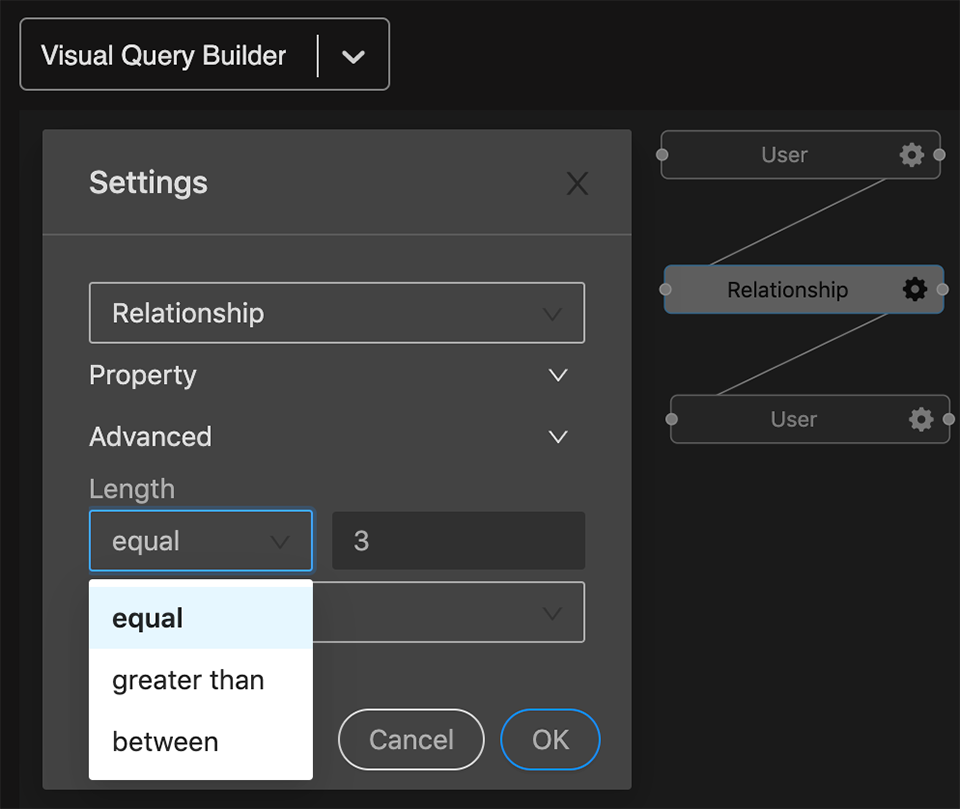 Visual Query Builder
Settings
Relationship
Property
Advanced
Length
equal
3
equal
greater than
between
Cancel
OK
User
Relationship
User